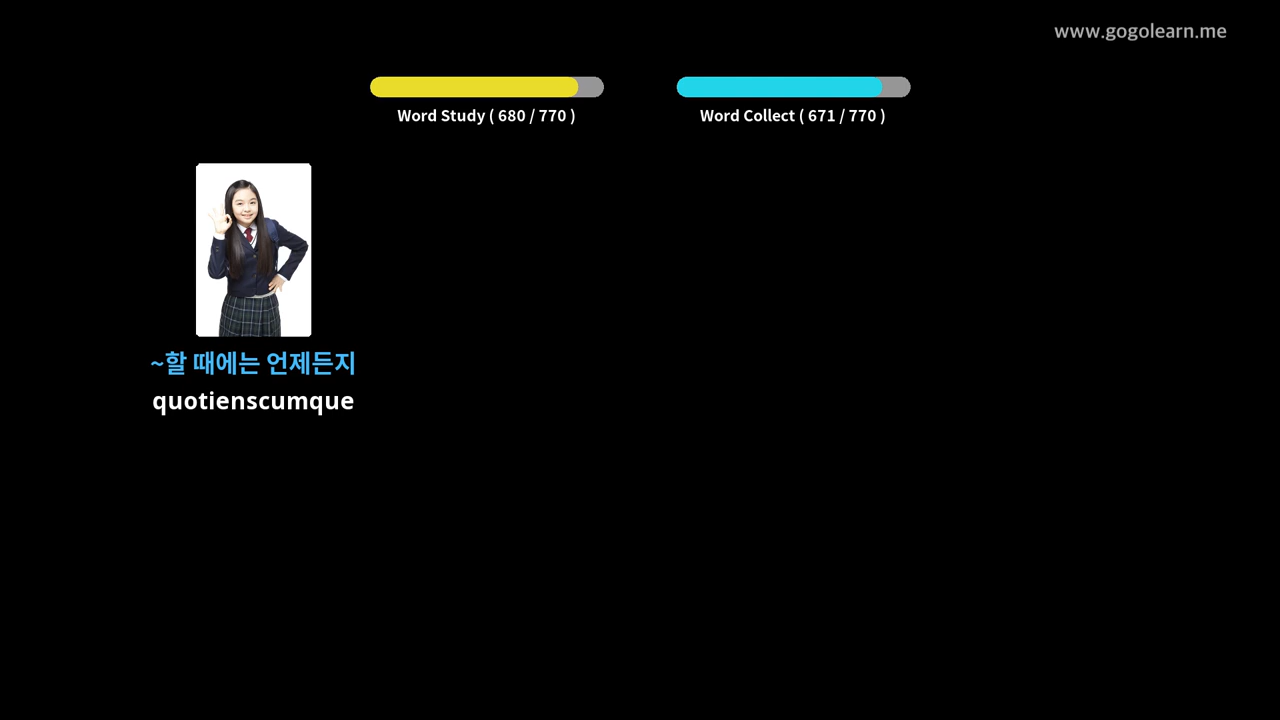 www.gogolearn.me
Word Study ( 680 / 770 )
Word Collect ( 671 / 770 )
~할 때에는 언제든지
quotienscumque